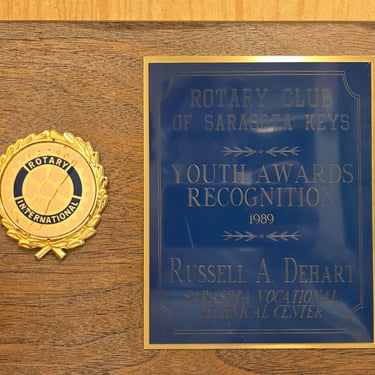 ROTARY
INTERNATIONAL
ROTARY CLUB
OF SARASOTA KEYS
YOUTH AWARDS
RECOGNITION
1989
RUSSELL A. DEHART
SARASOTA VOCATIONAL
TECHNICAL CENTER